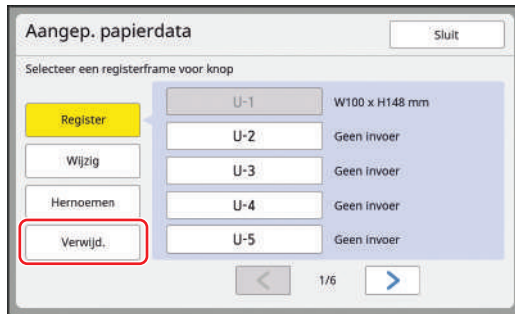 Aangep. papierdata
Sluit
Selecteer een registerframe voor knop
Register
Wijzig
Hernoemen
Verwijd.
U-1 W100 x H148 mm
U-2 Geen invoer
U-3 Geen invoer
U-4 Geen invoer
U-5 Geen invoer
< 1/6 >